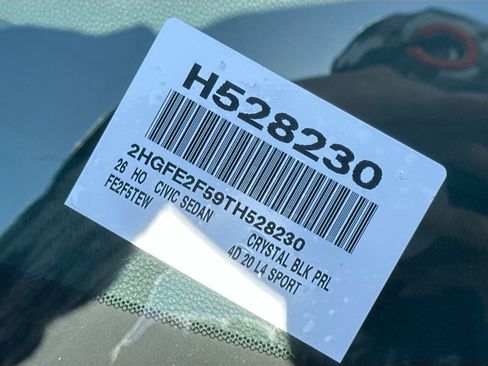 H528230
2HGFE2F59TH528230
26 HO CIVIC SEDAN CRYSTAL BLK PRL
FE2F5TEW 4D 20 L4 SPORT